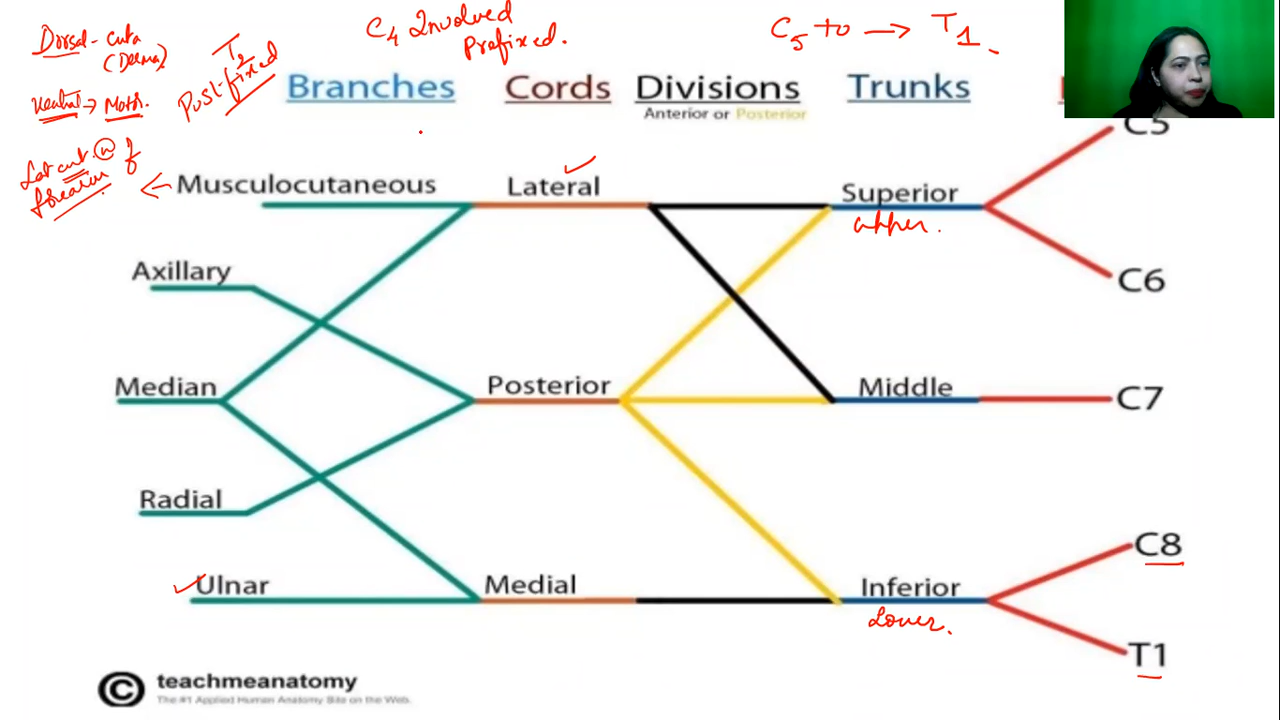 Dorsal - cuta
(Derma)
Ventral → Motor.
Lat cut. (n) of
forearm
T2
Post-fixed
C4 Involved
Prefixed.
C5 to → T1
Branches
Cords
Divisions
Anterior or Posterior
Trunks
C5
Musculocutaneous
Lateral
Superior
upper.
C6
Axillary
Median
Posterior
Middle
C7
Radial
C8
Ulnar
Medial
Inferior
Lower.
T1
© teachmeanatomy
The #1 Applied Human Anatomy Site on the Web.